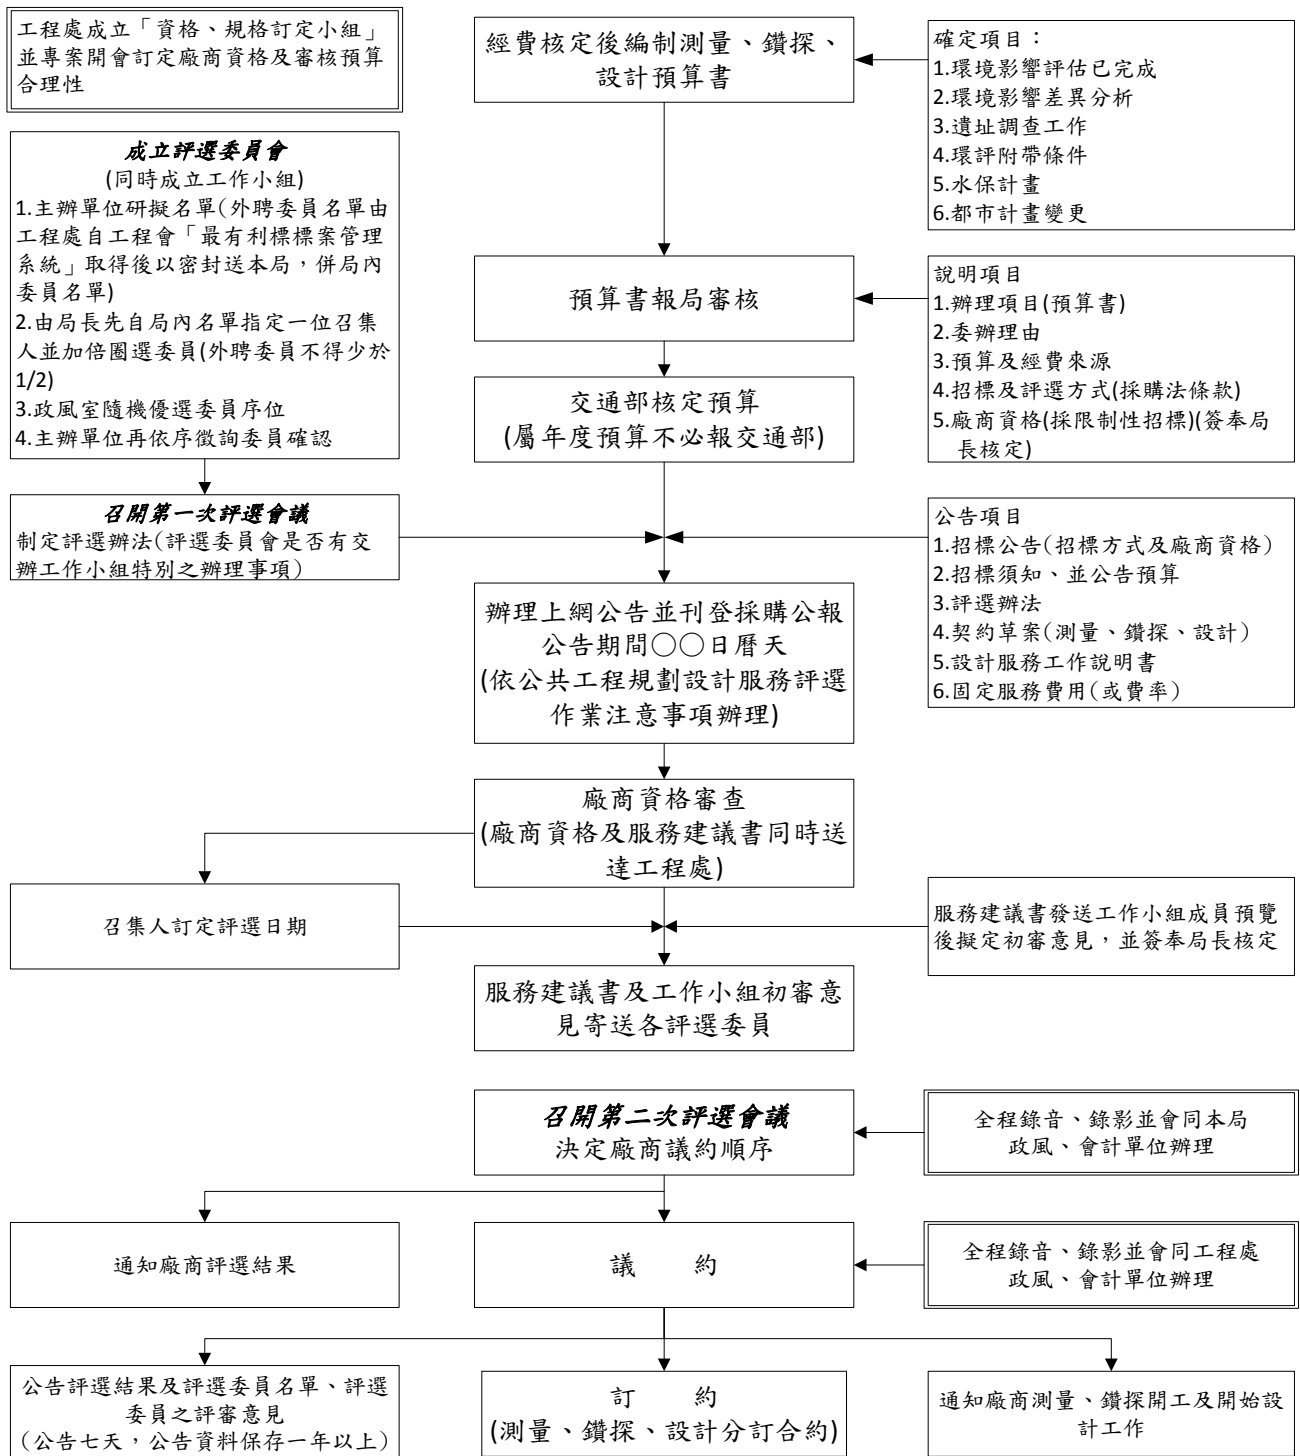 工程處成立「資格、規格訂定小組」
並專案開會訂定廠商資格及審核預算
合理性
經費核定後編制測量、鑽探、
設計預算書
確定項目：
1.環境影響評估已完成
2.環境影響差異分析
3.遺址調查工作
4.環評附帶條件
5.水保計畫
6.都市計畫變更
成立評選委員會
(同時成立工作小組)
1.主辦單位研擬名單(外聘委員名單由
工程處自工程會「最有利標標案管理
系統」取得後以密封送本局，併局內
委員名單)
2.由局長先自局內名單指定一位召集
人並加倍圈選委員(外聘委員不得少於
1/2)
3.政風室隨機優選委員序位
4.主辦單位再依序徵詢委員確認
預算書報局審核
說明項目
1.辦理項目(預算書)
2.委辦理由
3.預算及經費來源
4.招標及評選方式(採購法條款)
5.廠商資格(採限制性招標)(簽奉局
長核定)
交通部核定預算
(屬年度預算不必報交通部)
召開第一次評選會議
制定評選辦法(評選委員會是否有交
辦工作小組特別之辦理事項)
公告項目
1.招標公告(招標方式及廠商資格)
2.招標須知、並公告預算
3.評選辦法
4.契約草案(測量、鑽探、設計)
5.設計服務工作說明書
6.固定服務費用(或費率)
辦理上網公告並刊登採購公報
公告期間○○日曆天
(依公共工程規劃設計服務評選
作業注意事項辦理)
廠商資格審查
(廠商資格及服務建議書同時送
達工程處)
召集人訂定評選日期
服務建議書發送工作小組成員預覽
後擬定初審意見，並簽奉局長核定
服務建議書及工作小組初審意
見寄送各評選委員
召開第二次評選會議
決定廠商議約順序
全程錄音、錄影並會同本局
政風、會計單位辦理
通知廠商評選結果
議　　約
全程錄音、錄影並會同工程處
政風、會計單位辦理
公告評選結果及評選委員名單、評選
委員之評審意見
(公告七天，公告資料保存一年以上)
訂　　約
(測量、鑽探、設計分訂合約)
通知廠商測量、鑽探開工及開始設
計工作